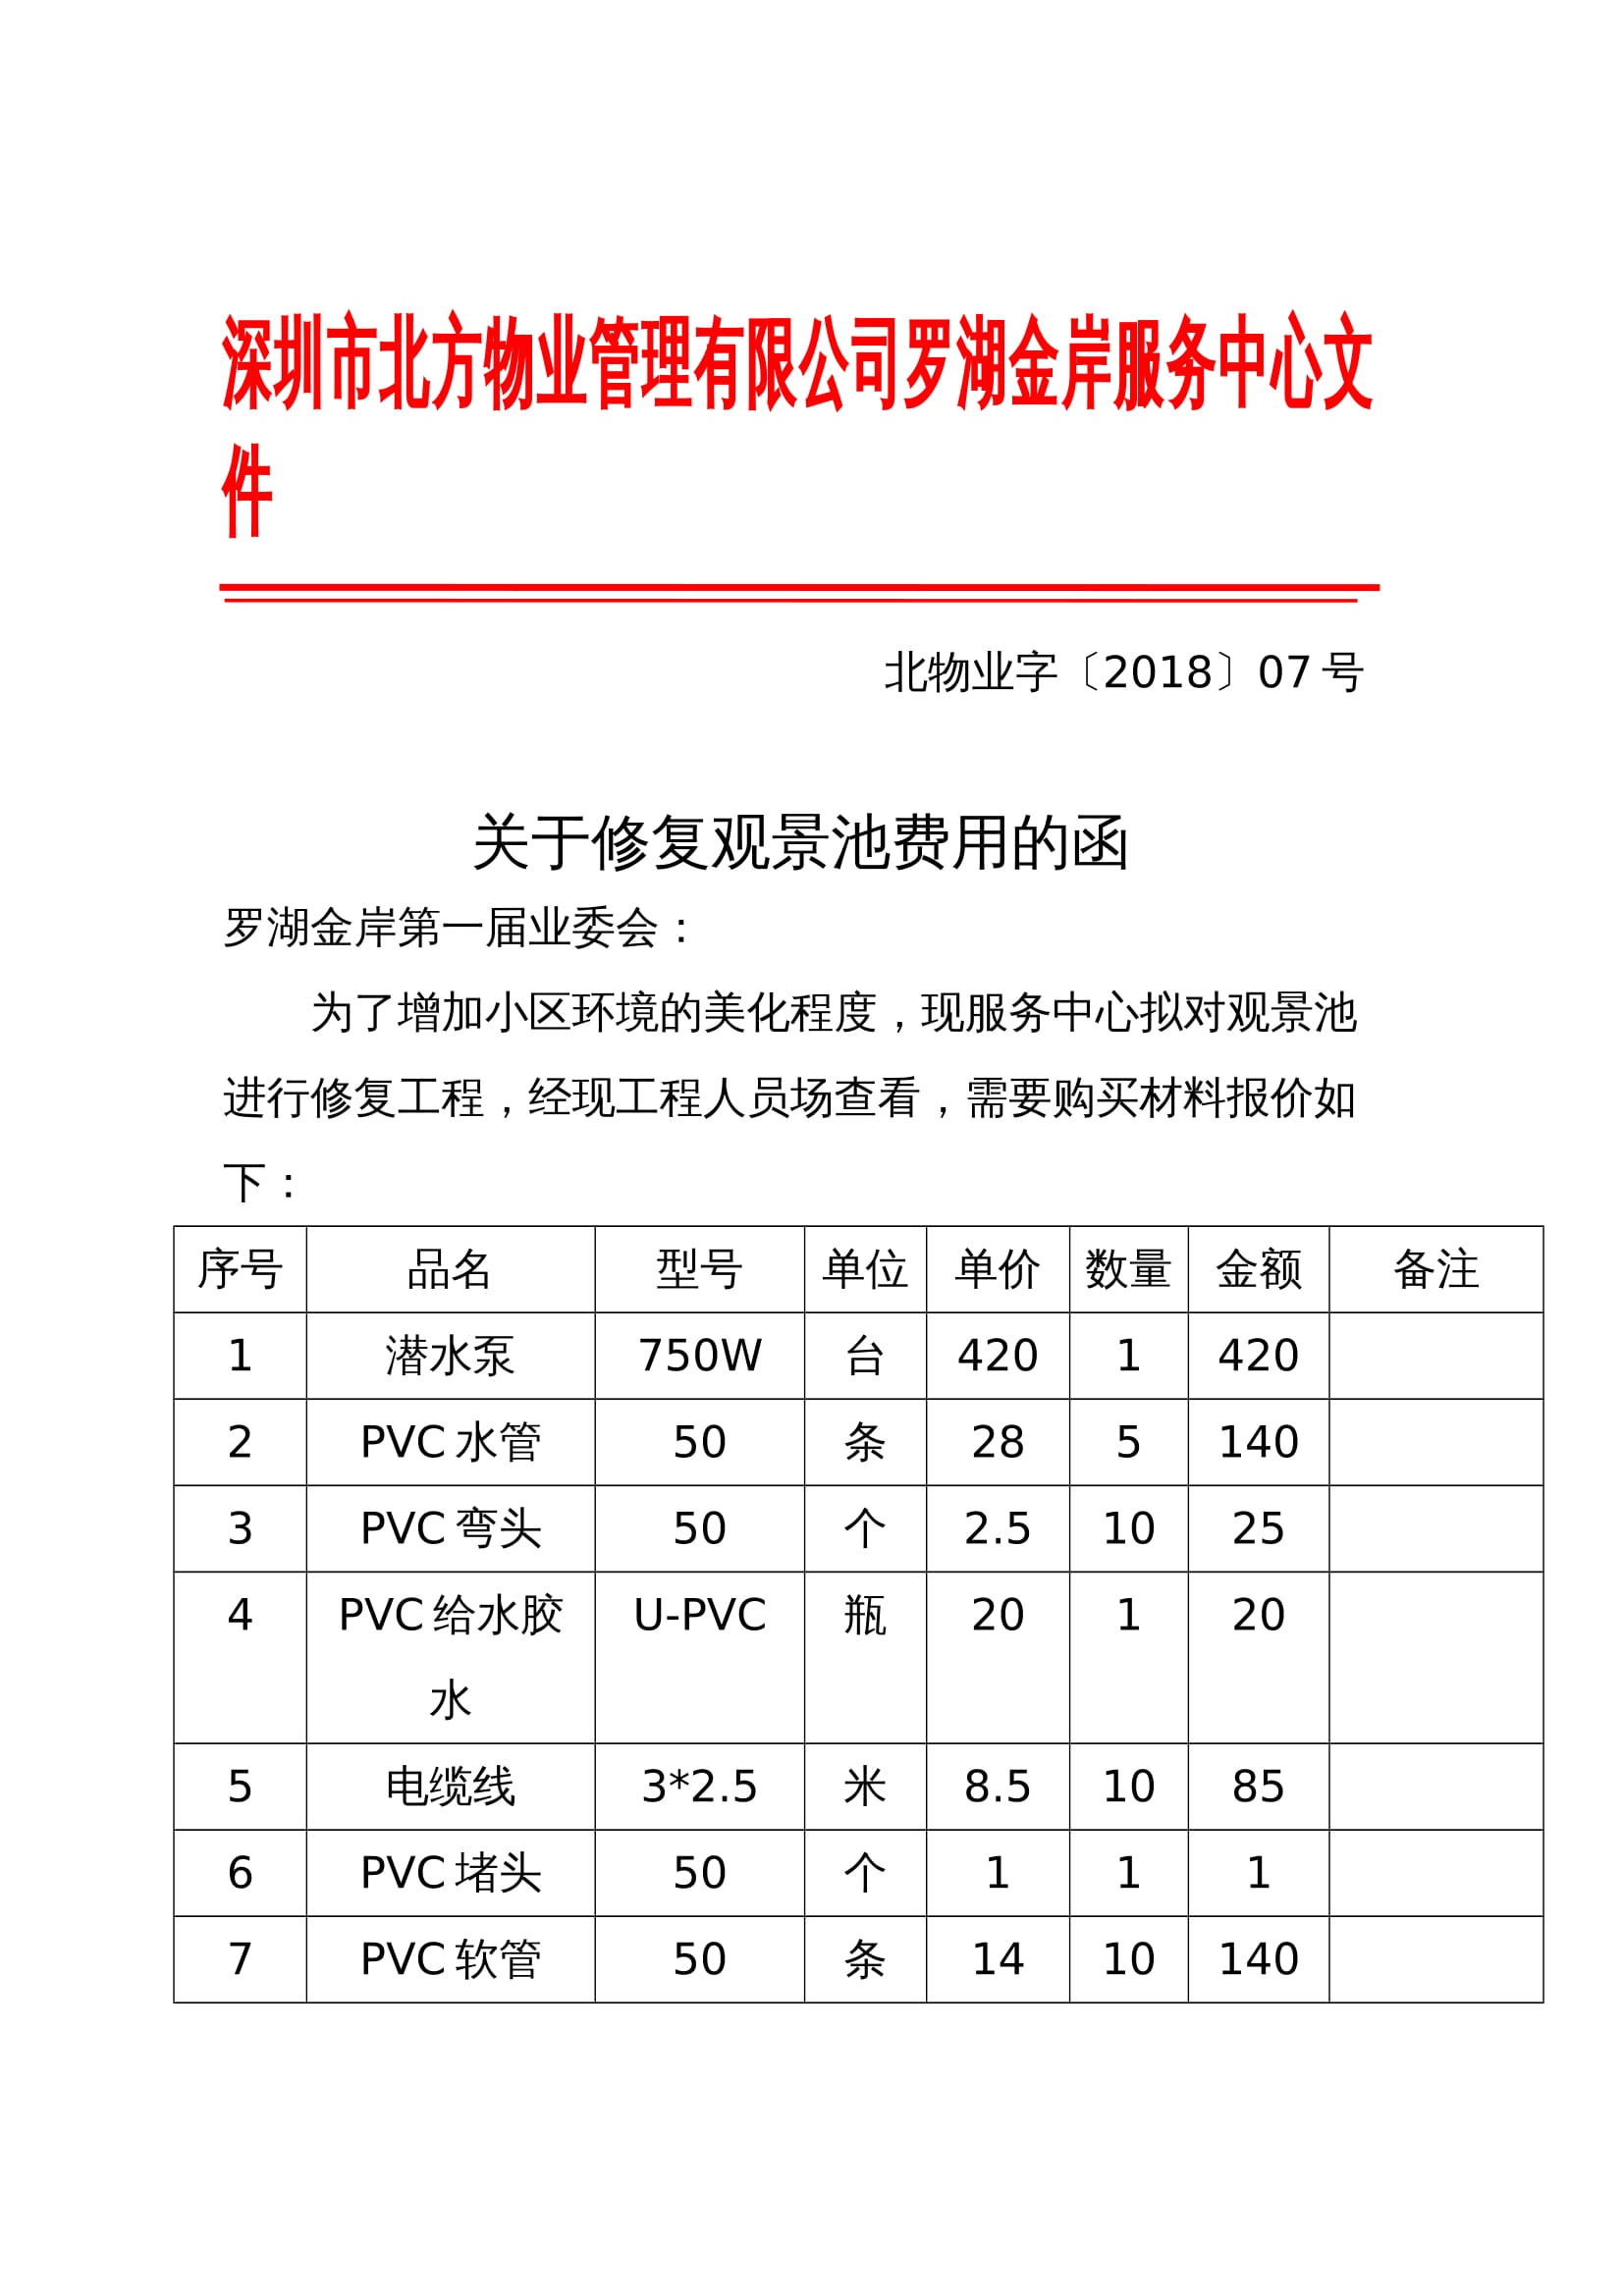 深圳市北方物业管理有限公司罗湖金岸服务中心文
件
北物业字〔2018〕07 号
关于修复观景池费用的函
罗湖金岸第一届业委会：
为了增加小区环境的美化程度，现服务中心拟对观景池
进行修复工程，经现工程人员场查看，需要购买材料报价如
下：
序号 品名 型号 单位 单价 数量 金额 备注
1 潜水泵 750W 台 420 1 420
2 PVC 水管 50 条 28 5 140
3 PVC 弯头 50 个 2.5 10 25
4 PVC 给水胶 U-PVC 瓶 20 1 20
水
5 电缆线 3*2.5 米 8.5 10 85
6 PVC 堵头 50 个 1 1 1
7 PVC 软管 50 条 14 10 140